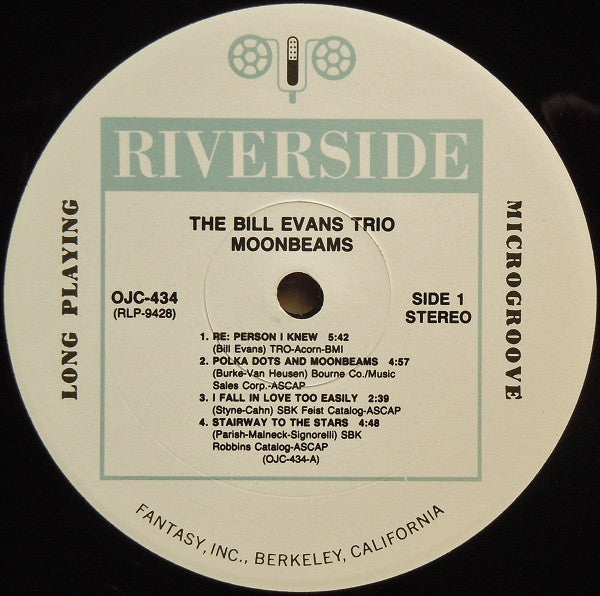 RIVERSIDE
THE BILL EVANS TRIO
MOONBEAMS
LONG PLAYING
MICROGROOVE
OJC-434
(RLP-9428)
SIDE 1
STEREO
1. RE: PERSON I KNEW 5:42
(Bill Evans) TRO-Acorn-BMI
2. POLKA DOTS AND MOONBEAMS 4:57
(Burke-Van Heusen) Bourne Co./Music
Sales Corp.-ASCAP
3. I FALL IN LOVE TOO EASILY 2:39
(Styne-Cahn) SBK Feist Catalog-ASCAP
4. STAIRWAY TO THE STARS 4:48
(Parish-Malneck-Signorelli) SBK
Robbins Catalog-ASCAP
(OJC-434-A)
FANTASY, INC., BERKELEY, CALIFORNIA